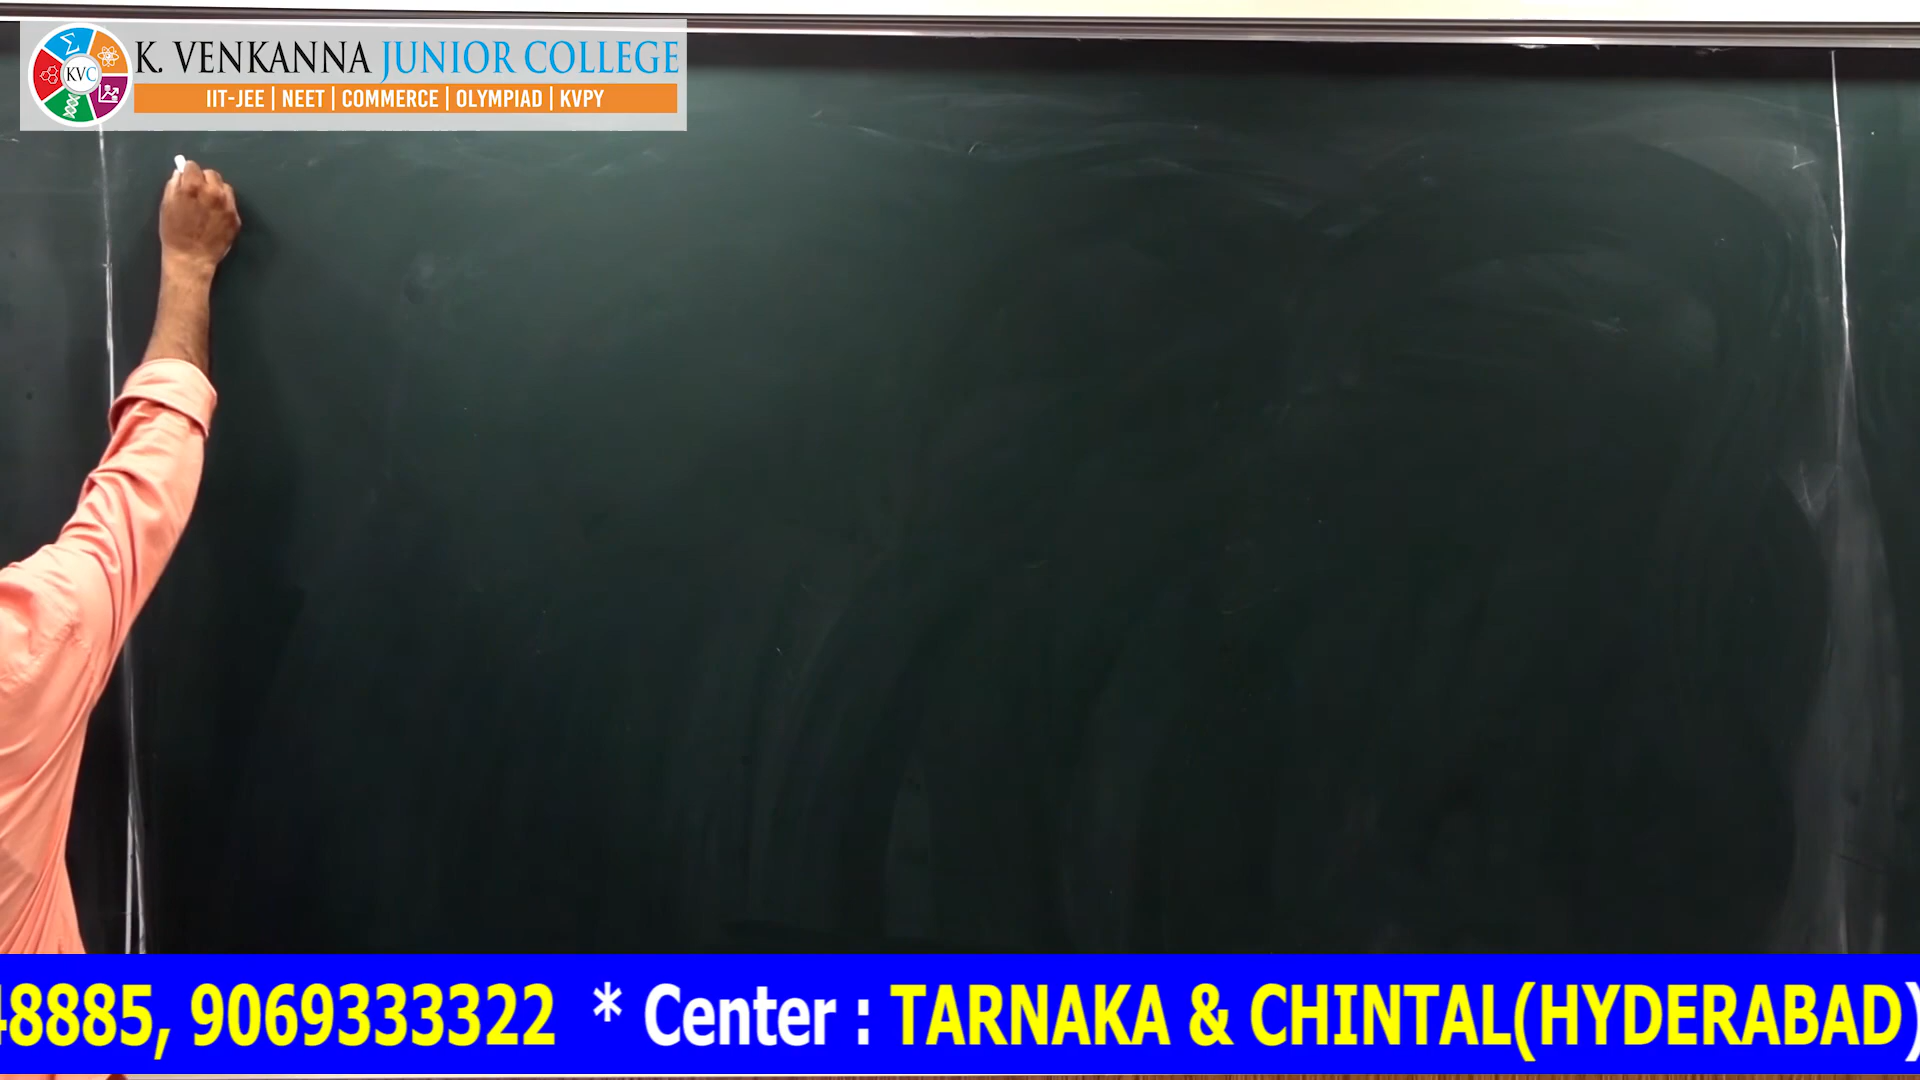 KVC
K. VENKANNA JUNIOR COLLEGE
IIT-JEE | NEET | COMMERCE | OLYMPIAD | KVPY
8885, 9069333322 * Center : TARNAKA & CHINTAL(HYDERABAD)